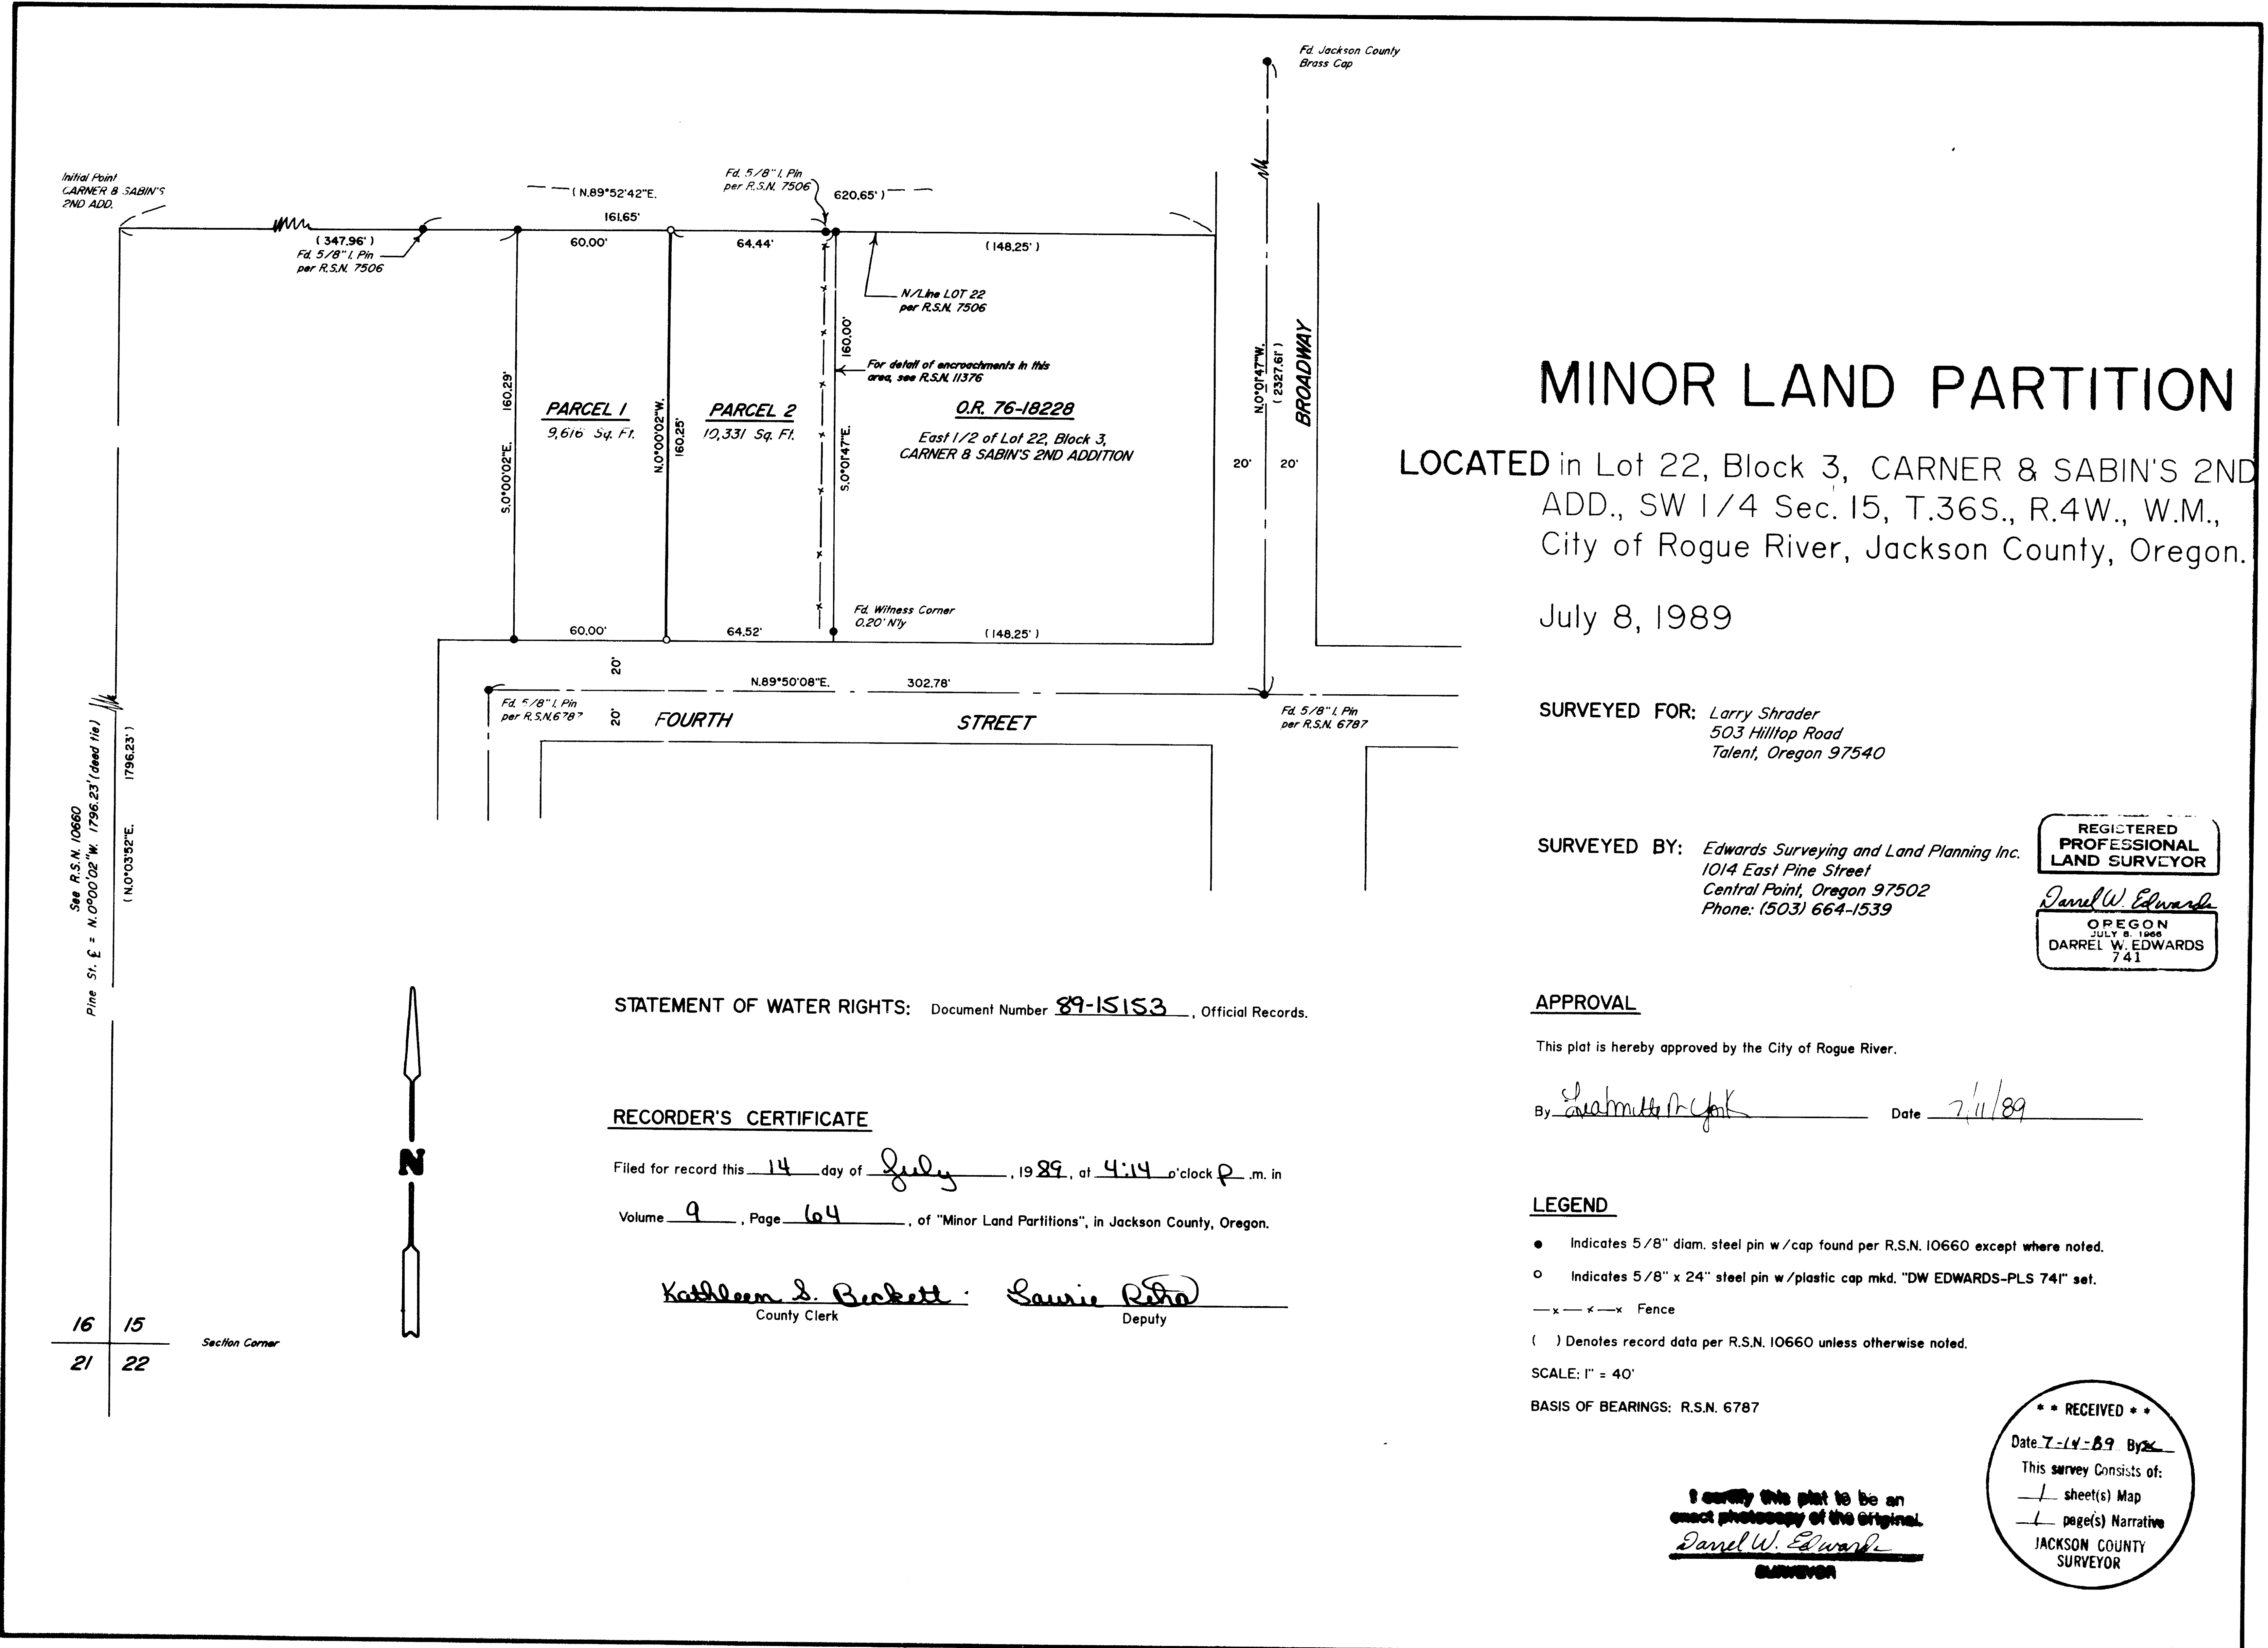 Fd. Jackson County
Brass Cap
Initial Point
CARNER & SABIN'S
2ND ADD.
( N.89°52'42"E.
620.65' )
Fd. 5/8" I. Pin
per R.S.N. 7506
161.65'
( 347.96' )
60.00'
64.44'
( 148.25' )
Fd. 5/8" I. Pin
per R.S.N. 7506
N/Line LOT 22
per R.S.N. 7506
160.00'
S.0°01'47"E.
For detail of encroachments in this
area, see R.S.N. 11376
160.29'
S.0°00'02"E.
PARCEL 1
9,616 Sq. Ft.
N.0°00'02"W.
160.25'
PARCEL 2
10,331 Sq. Ft.
O.R. 76-18228
East 1/2 of Lot 22, Block 3,
CARNER & SABIN'S 2ND ADDITION
N.0°01'47"W.
( 2327.61' )
BROADWAY
20' 20'
Fd. Witness Corner
0.20' N'ly
60.00'
64.52'
( 148.25' )
20'
20'
N.89°50'08"E. 302.78'
Fd. 5/8" I. Pin
per R.S.N. 6787
FOURTH STREET
Fd. 5/8" I. Pin
per R.S.N. 6787
See R.S.N. 10660
Pine St. ₵ = N.0°00'02"W. 1796.23' (deed tie)
( N.0°03'52"E. 1796.23' )
16 15
21 22
Section Corner
N
MINOR LAND PARTITION
LOCATED in Lot 22, Block 3, CARNER & SABIN'S 2ND
ADD., SW 1/4 Sec. 15, T.36S., R.4W., W.M.,
City of Rogue River, Jackson County, Oregon.
July 8, 1989
SURVEYED FOR: Larry Shrader
503 Hilltop Road
Talent, Oregon 97540
SURVEYED BY: Edwards Surveying and Land Planning Inc.
1014 East Pine Street
Central Point, Oregon 97502
Phone: (503) 664-1539
REGISTERED
PROFESSIONAL
LAND SURVEYOR
Darrel W. Edwards
OREGON
JULY 8, 1966
DARREL W. EDWARDS
741
STATEMENT OF WATER RIGHTS: Document Number 89-15153, Official Records.
RECORDER'S CERTIFICATE
Filed for record this 14 day of July, 1989, at 4:14 o'clock p.m. in
Volume 9, Page 64, of "Minor Land Partitions", in Jackson County, Oregon.
Kathleen S. Beckett
County Clerk
Laurie
Deputy
APPROVAL
This plat is hereby approved by the City of Rogue River.
By York Date 7/11/89
LEGEND
● Indicates 5/8" diam. steel pin w/cap found per R.S.N. 10660 except where noted.
○ Indicates 5/8" x 24" steel pin w/plastic cap mkd. "DW EDWARDS-PLS 741" set.
—x—x—x Fence
( ) Denotes record data per R.S.N. 10660 unless otherwise noted.
SCALE: 1" = 40'
BASIS OF BEARINGS: R.S.N. 6787
I certify this plat to be an
exact photocopy of the original.
Darrel W. Edwards
SURVEYOR
* * RECEIVED * *
Date 7-14-89 By
This survey Consists of:
1 sheet(s) Map
1 page(s) Narrative
JACKSON COUNTY
SURVEYOR